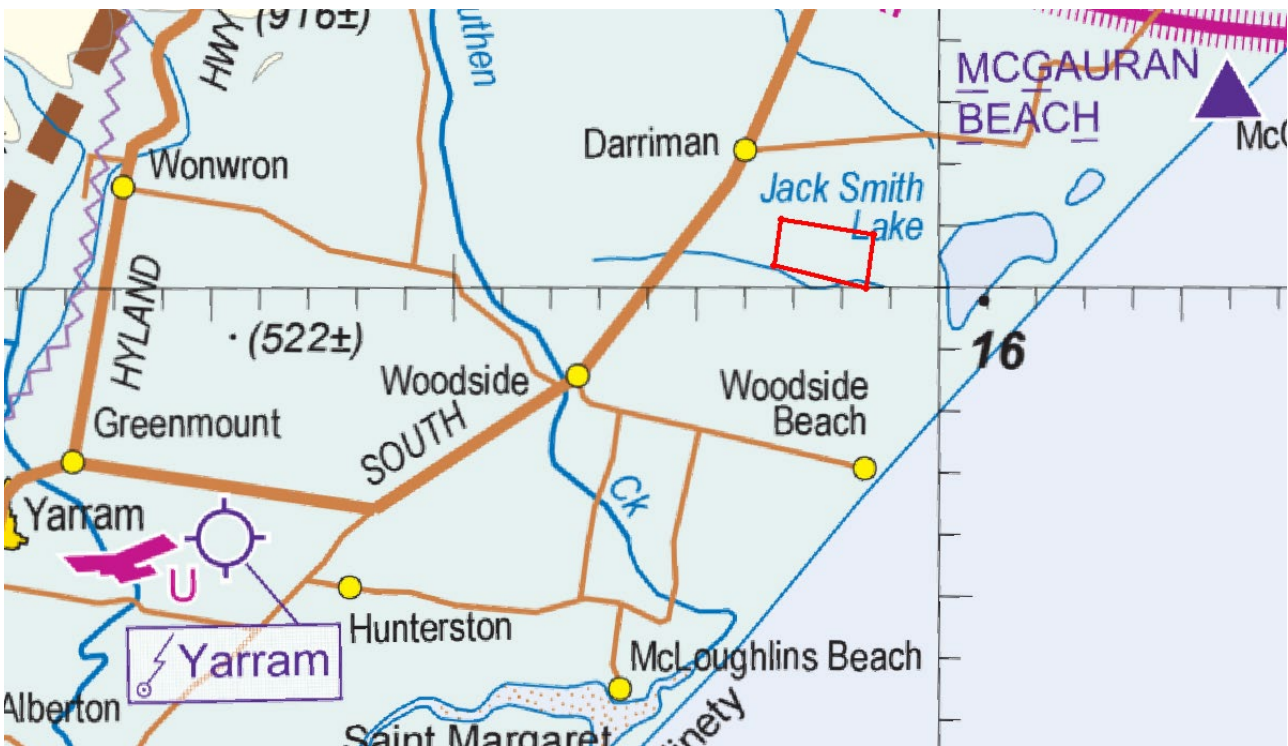 (916±)
HWY
uthen
MCGAURAN
BEACH
Darriman
Wonwron
Jack Smith
Lake
HYLAND
(522±)
16
Woodside
Woodside
Beach
Greenmount
SOUTH
Ck
Yarram
U
Hunterston
Yarram
McLoughlins Beach
Alberton
Saint Margaret